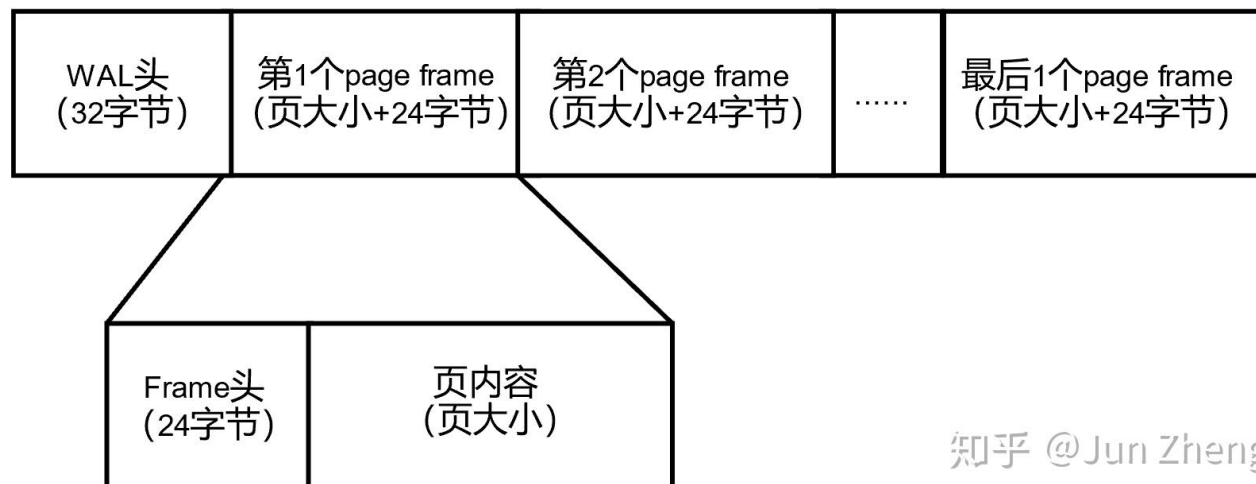 WAL头
（32字节）
第1个page frame
（页大小+24字节）
第2个page frame
（页大小+24字节）
……
最后1个page frame
（页大小+24字节）
Frame头
（24字节）
页内容
（页大小）
知乎 @Jun Zheng